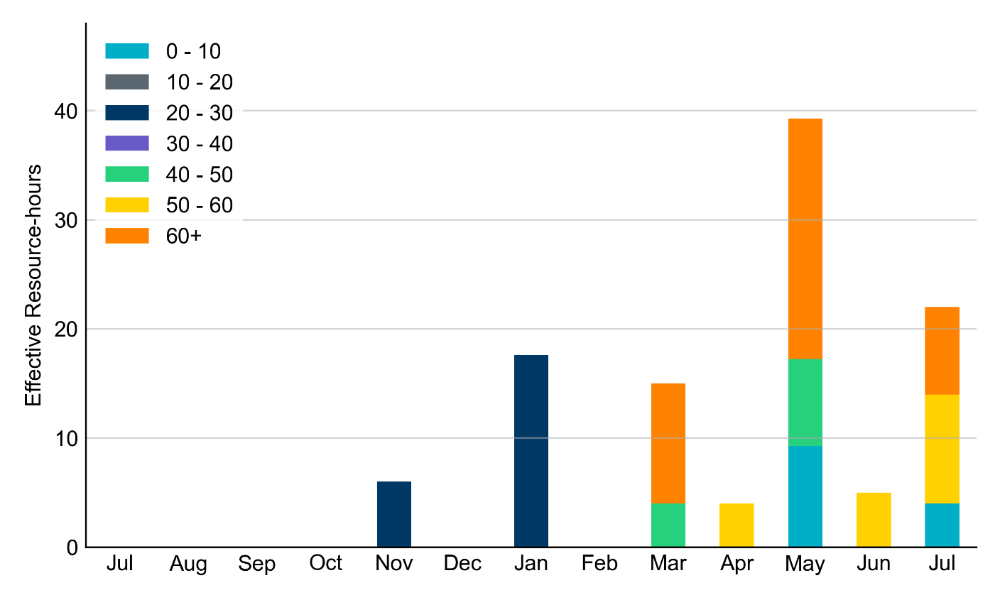 0 - 10
10 - 20
20 - 30
30 - 40
40 - 50
50 - 60
60+
Effective Resource-hours
40
30
20
10
0
Jul Aug Sep Oct Nov Dec Jan Feb Mar Apr May Jun Jul